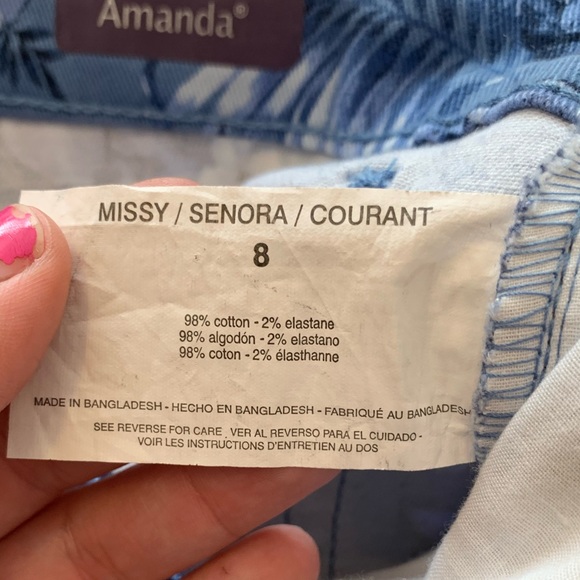 Amanda®
MISSY / SENORA / COURANT
8
98% cotton - 2% elastane
98% algodón - 2% elastano
98% coton - 2% élasthanne
MADE IN BANGLADESH - HECHO EN BANGLADESH - FABRIQUÉ AU BANGLADESH
SEE REVERSE FOR CARE , VER AL REVERSO PARA EL CUIDADO -
VOIR LES INSTRUCTIONS D'ENTRETIEN AU DOS